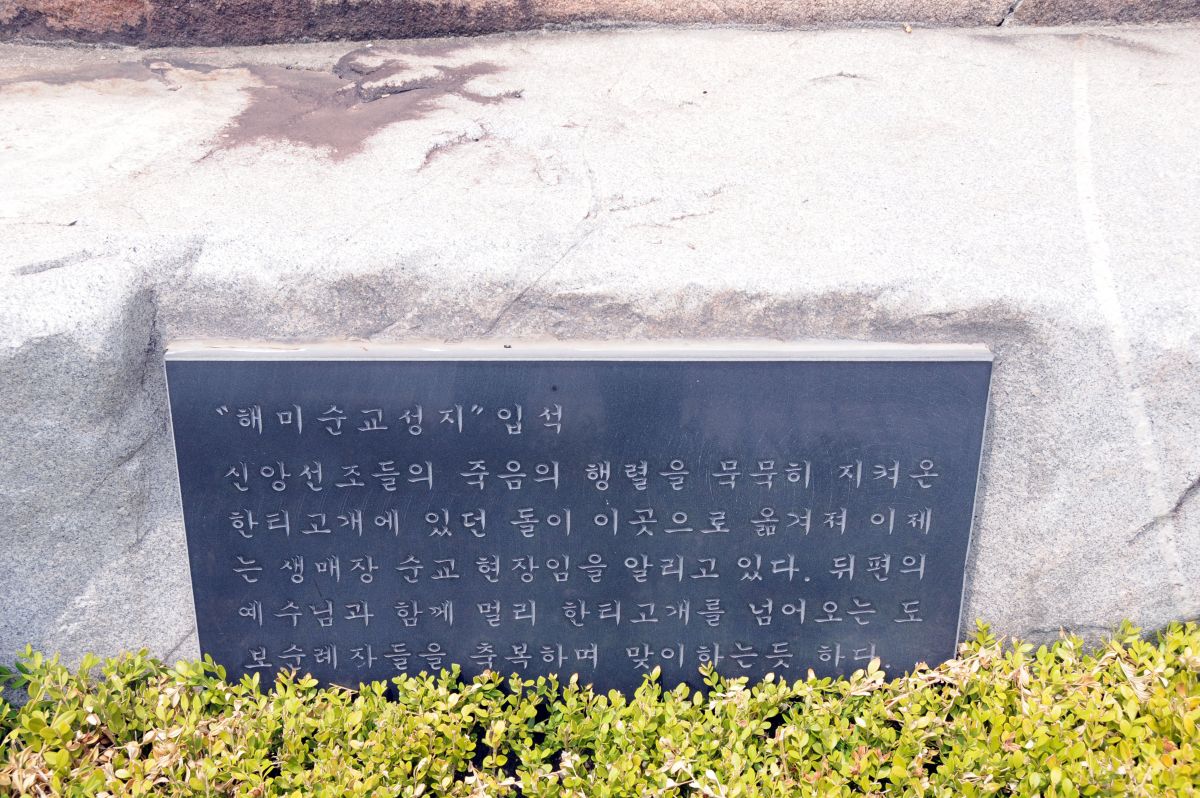 "해미순교성지"입석
신앙선조들의 죽음의 행렬을 묵묵히 지켜온
한티고개에 있던 돌이 이곳으로 옮겨져 이제
는 생매장 순교 현장임을 알리고 있다. 뒤편의
예수님과 함께 멀리 한티고개를 넘어오는 도
보순례자들을 축복하며 맞이하는듯 하다.